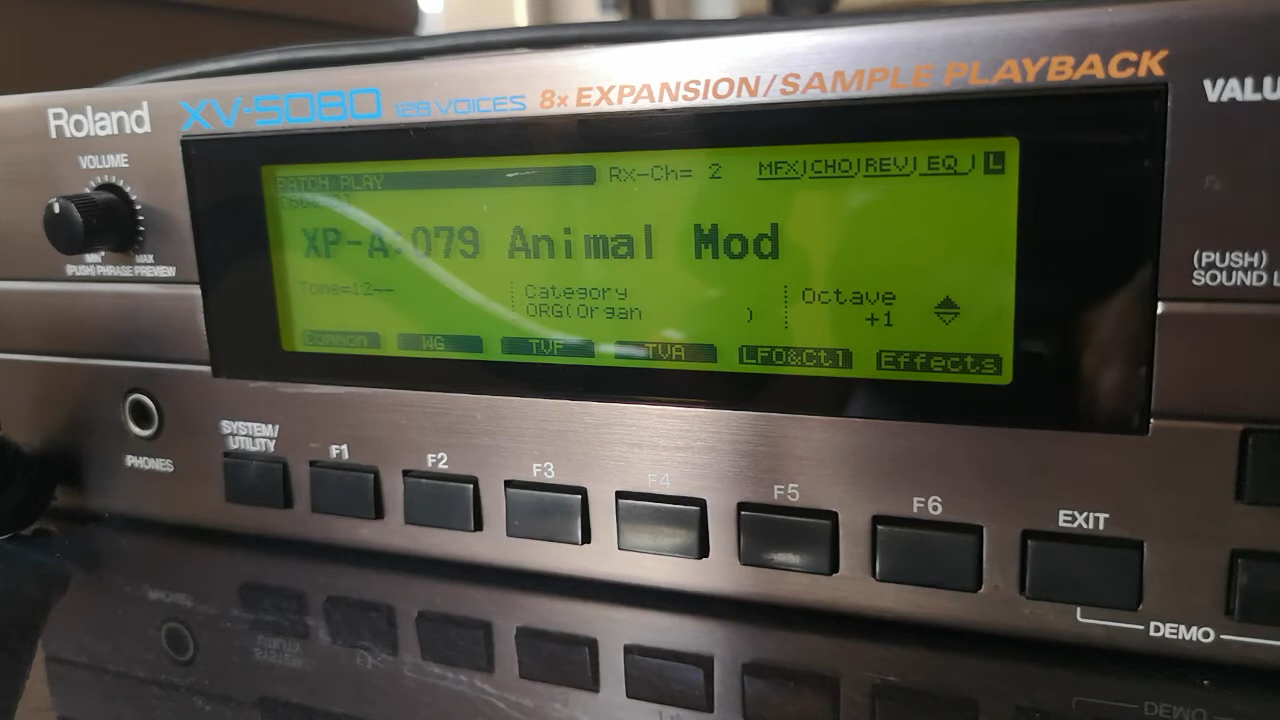 Roland XV-5080 128 VOICES 8x EXPANSION/SAMPLE PLAYBACK
VOLUME
MIN MAX
(PUSH) PHRASE PREVIEW
PATCH PLAY Rx-Ch= 2 MFX CHO REV EQ L
XP-A:079 Animal Mod
Tone=12--
Category
ORG(Organ )
Octave
+1
Common WG TVF TVA LFO&Ctl Effects
(PUSH)
PHONES
SYSTEM/
UTILITY
F1 F2 F3 F4 F5 F6 EXIT
DEMO